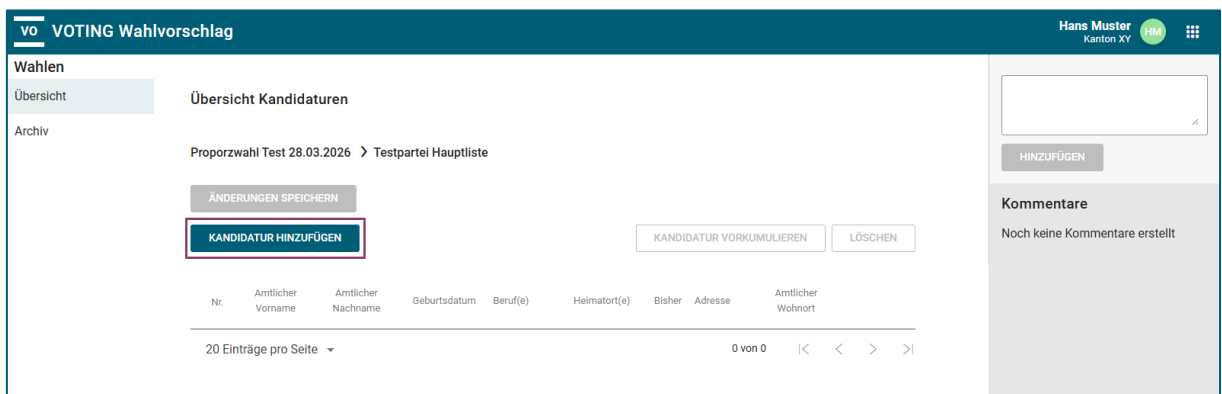 VO VOTING Wahlvorschlag
Hans Muster
Kanton XY
HM
Wahlen
Übersicht
Archiv
Übersicht Kandidaturen
Proporzwahl Test 28.03.2026 > Testpartei Hauptliste
ÄNDERUNGEN SPEICHERN
KANDIDATUR HINZUFÜGEN
KANDIDATUR VORKUMULIEREN
LÖSCHEN
Nr. Amtlicher Vorname Amtlicher Nachname Geburtsdatum Beruf(e) Heimatort(e) Bisher Adresse Amtlicher Wohnort
20 Einträge pro Seite
0 von 0
HINZUFÜGEN
Kommentare
Noch keine Kommentare erstellt